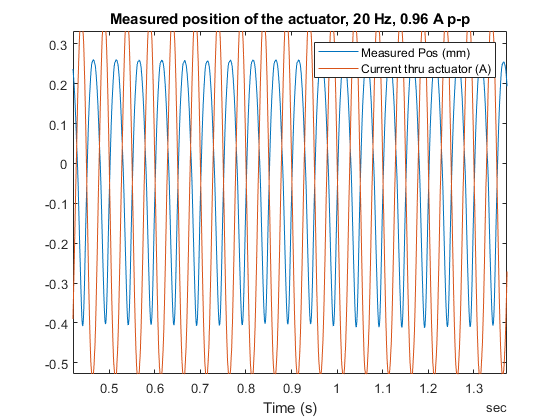 Measured position of the actuator, 20 Hz, 0.96 A p-p
Measured Pos (mm)
Current thru actuator (A)
0.3
0.2
0.1
0
-0.1
-0.2
-0.3
-0.4
-0.5
0.5 0.6 0.7 0.8 0.9 1 1.1 1.2 1.3
Time (s)
sec